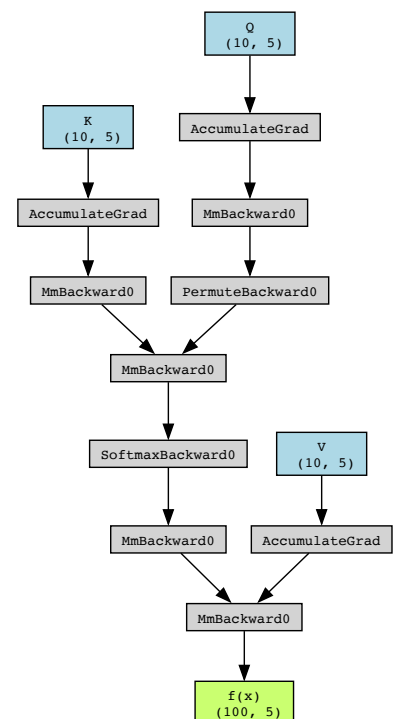 Q
(10, 5)
K
(10, 5)
AccumulateGrad
AccumulateGrad
MmBackward0
MmBackward0
PermuteBackward0
MmBackward0
SoftmaxBackward0
V
(10, 5)
MmBackward0
AccumulateGrad
MmBackward0
f(x)
(100, 5)